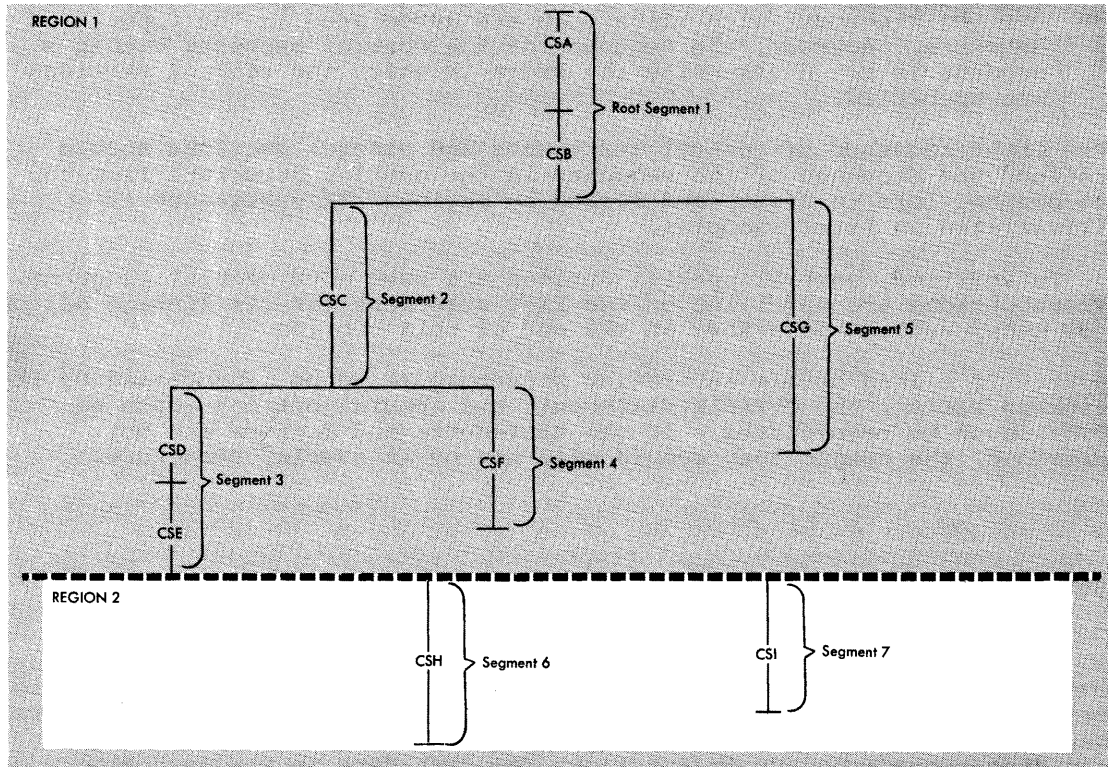 REGION 1
CSA
Root Segment 1
CSB
CSC
Segment 2
CSG
Segment 5
CSD
Segment 3
CSF
Segment 4
CSE
REGION 2
CSH
Segment 6
CSI
Segment 7